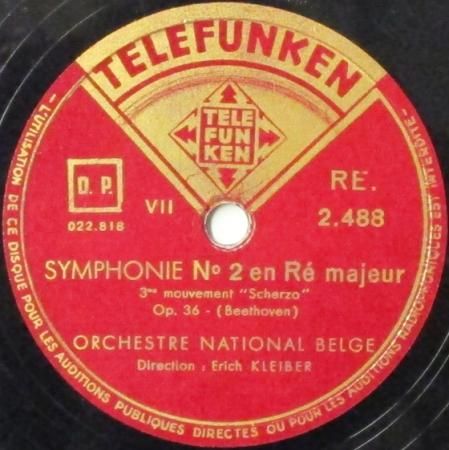 TELEFUNKEN
TELE
FUN
KEN
D. P.
VII
RE.
022.818
2.488
SYMPHONIE No 2 en Ré majeur
3me mouvement "Scherzo"
Op. 36 - (Beethoven)
ORCHESTRE NATIONAL BELGE
Direction : Erich KLEIBER
- L'UTILISATION DE CE DISQUE POUR LES AUDITIONS PUBLIQUES DIRECTES OU POUR LES AUDITIONS RADIOPHONIQUES EST INTERDITE -